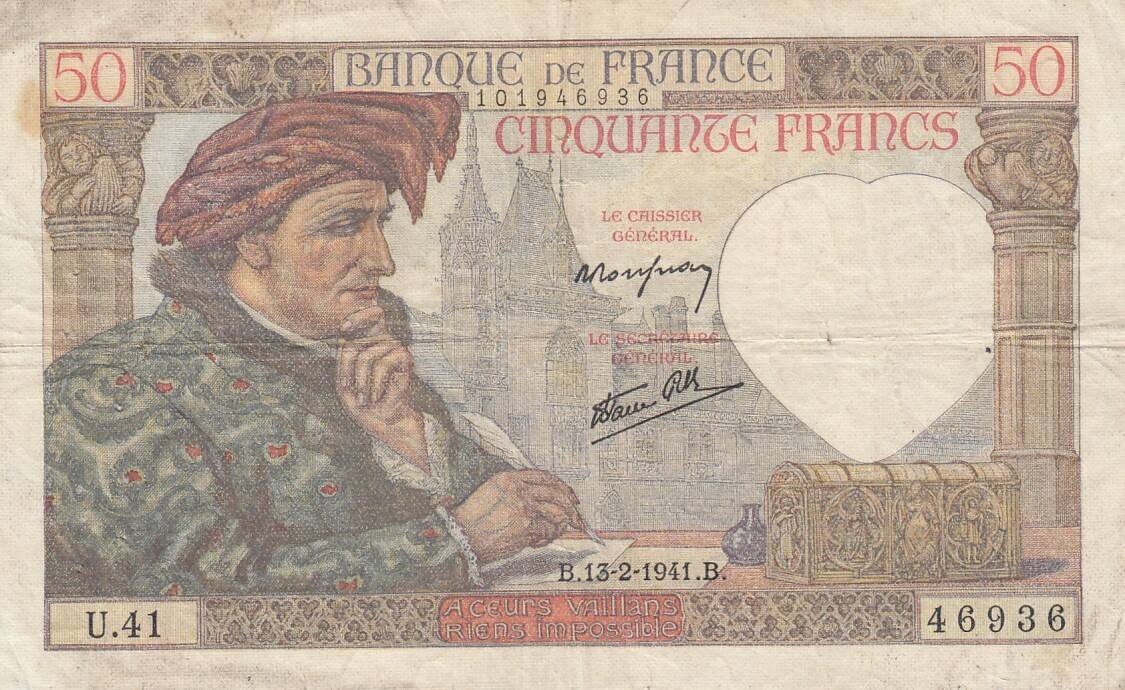 50
BANQUE DE FRANCE
50
101946936
CINQUANTE FRANCS
LE CAISSIER
GÉNÉRAL.
LE SECRÉTAIRE
GÉNÉRAL.
B.13-2-1941.B.
U.41
A CEURS VAILLANS
RIENS IMPOSSIBLE
46936